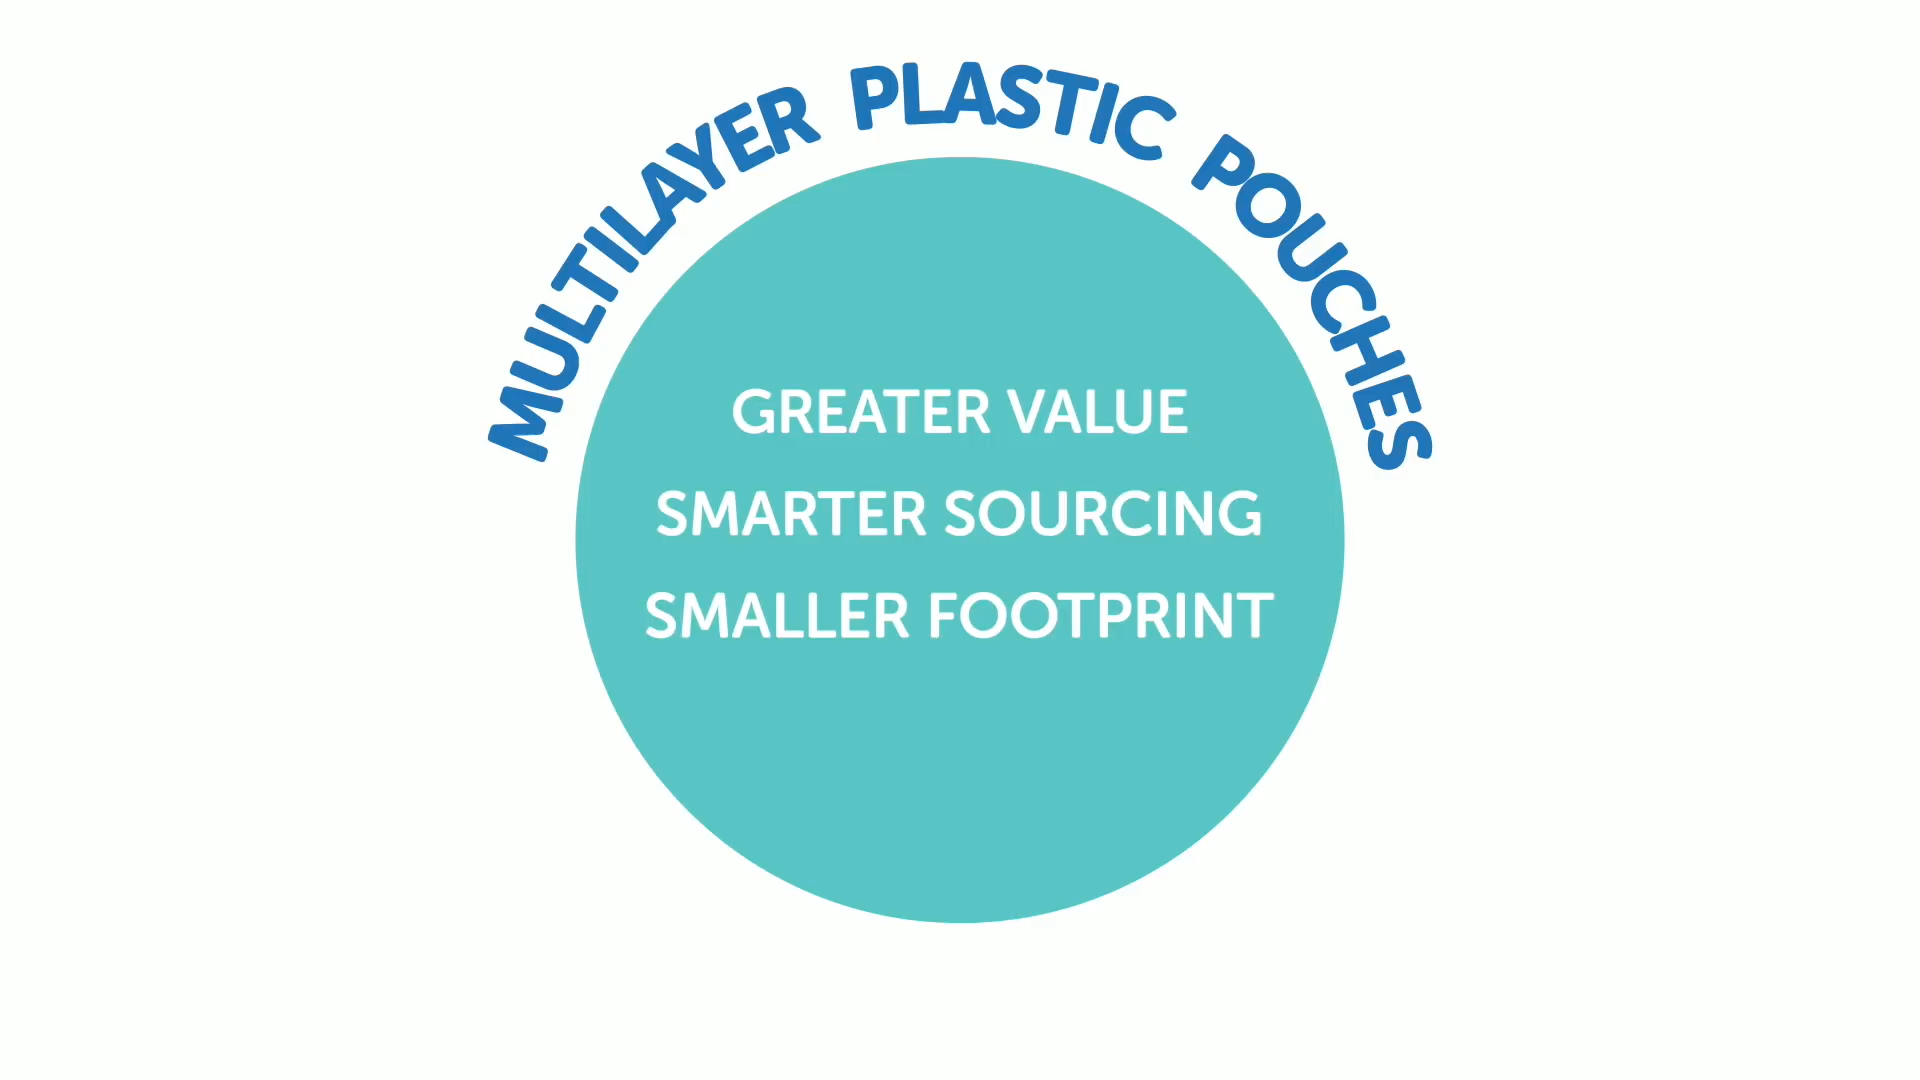 MULTILAYER PLASTIC POUCHES
GREATER VALUE
SMARTER SOURCING
SMALLER FOOTPRINT